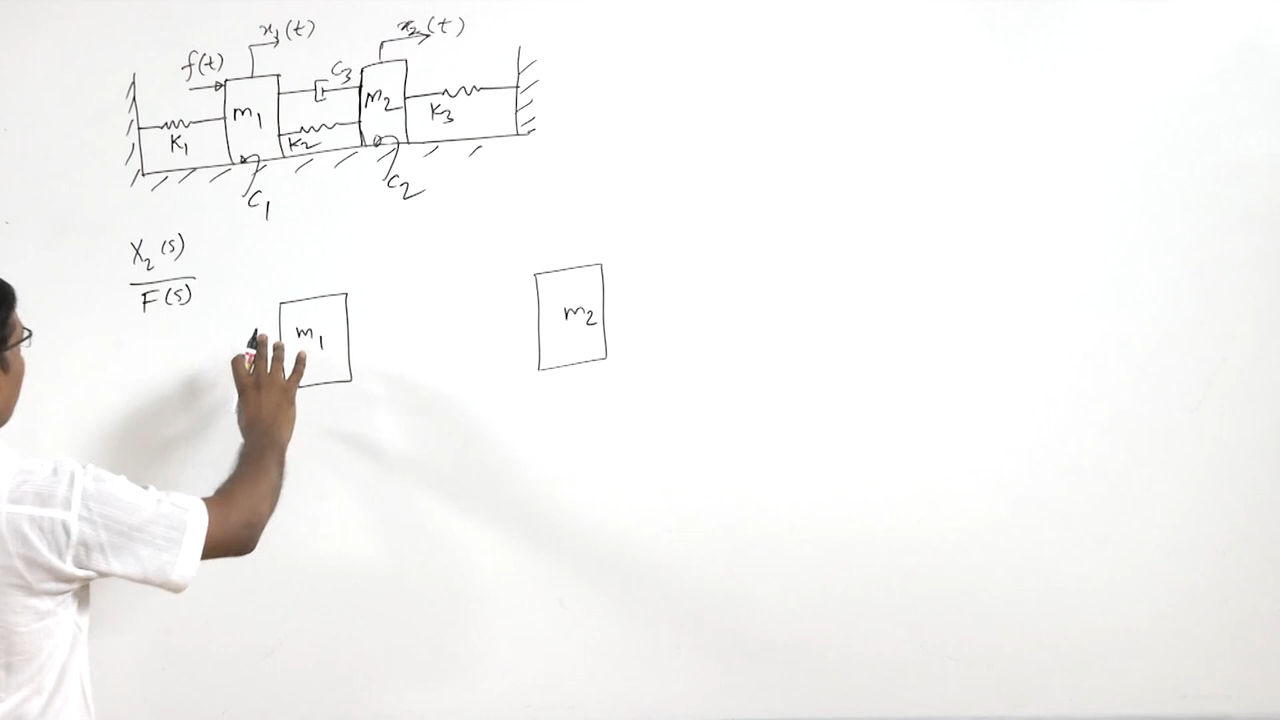 x₁(t) x₂(t)
f(t) C₃
m₁ m₂
K₁ K₂ K₃
C₁ C₂
X₂(s)
F(s)
m₁ m₂